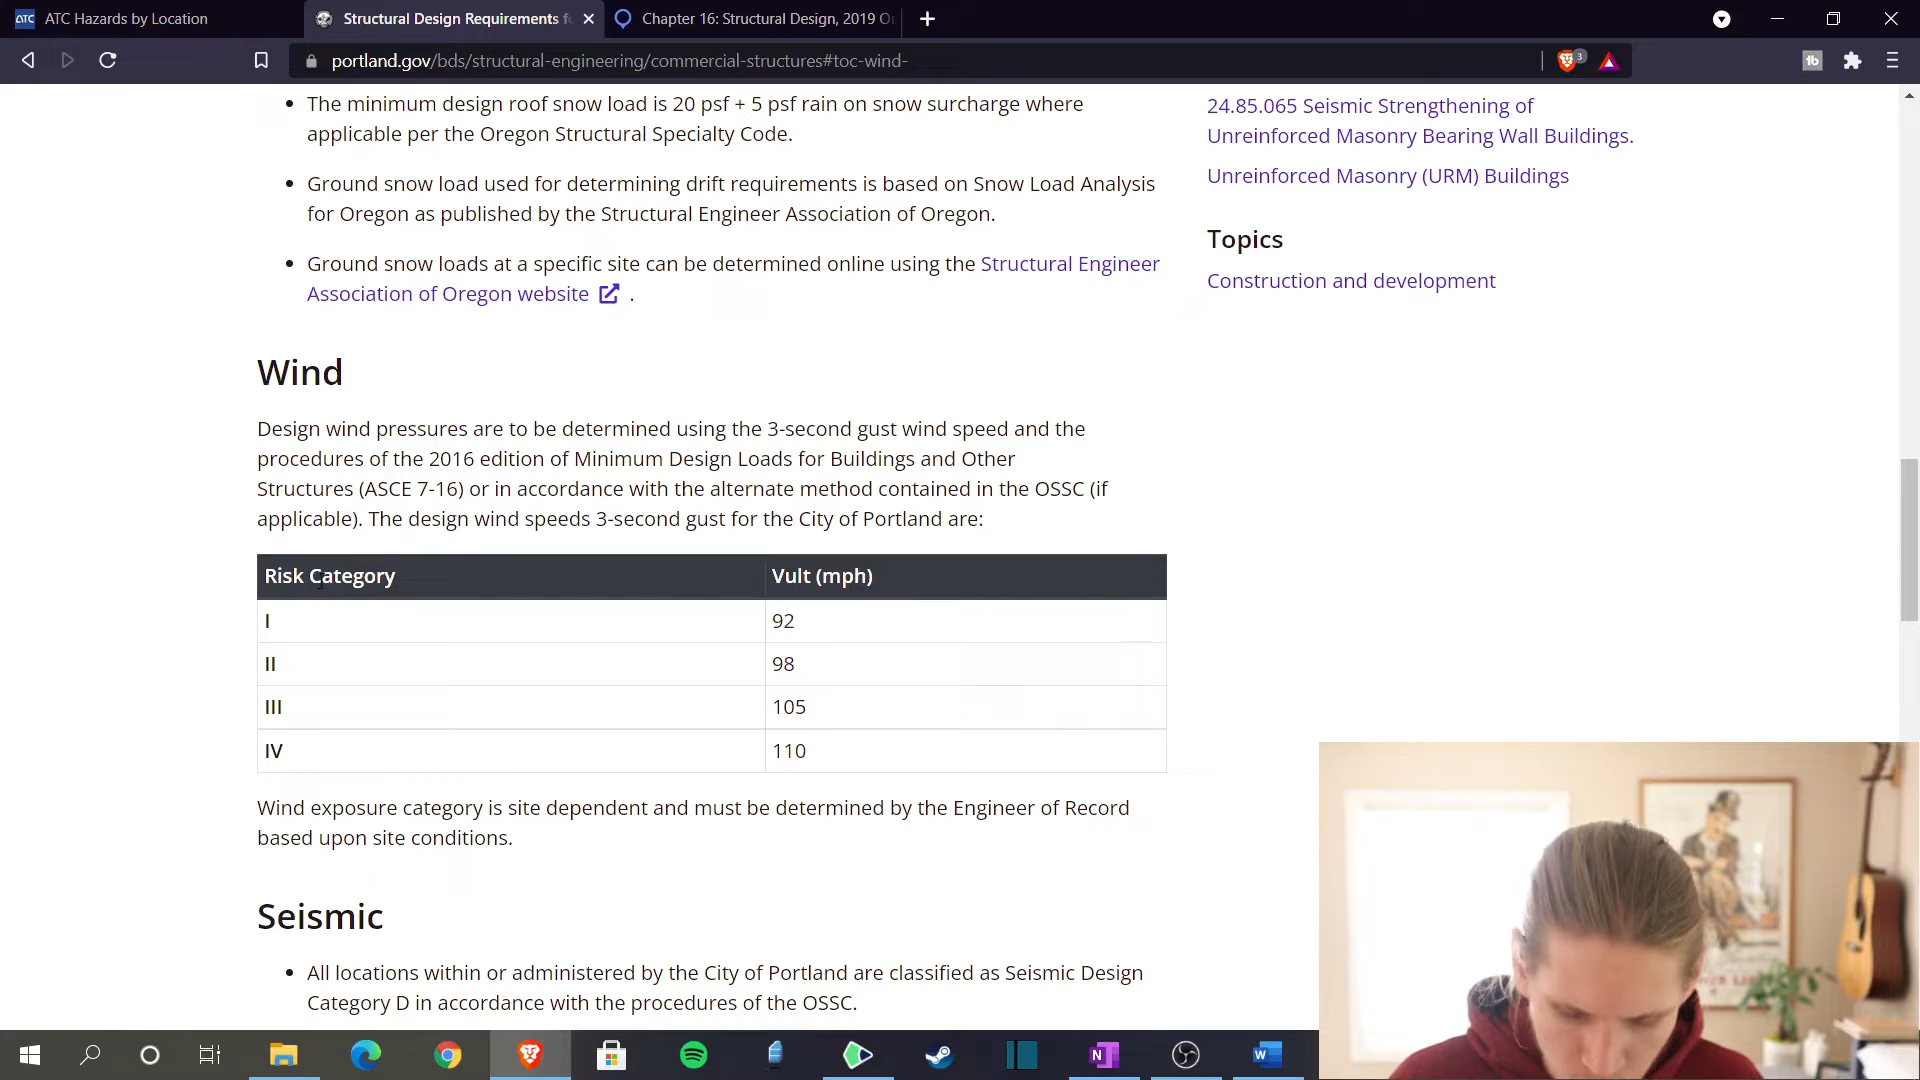 ATC Hazards by Location
Structural Design Requirements f
Chapter 16: Structural Design, 2019 O
portland.gov/bds/structural-engineering/commercial-structures#toc-wind-
3
1b
The minimum design roof snow load is 20 psf + 5 psf rain on snow surcharge where
applicable per the Oregon Structural Specialty Code.
Ground snow load used for determining drift requirements is based on Snow Load Analysis
for Oregon as published by the Structural Engineer Association of Oregon.
Ground snow loads at a specific site can be determined online using the Structural Engineer
Association of Oregon website .
24.85.065 Seismic Strengthening of
Unreinforced Masonry Bearing Wall Buildings.
Unreinforced Masonry (URM) Buildings
Topics
Construction and development
Wind
Design wind pressures are to be determined using the 3-second gust wind speed and the
procedures of the 2016 edition of Minimum Design Loads for Buildings and Other
Structures (ASCE 7-16) or in accordance with the alternate method contained in the OSSC (if
applicable). The design wind speeds 3-second gust for the City of Portland are:
Risk Category Vult (mph)
I 92
II 98
III 105
IV 110
Wind exposure category is site dependent and must be determined by the Engineer of Record
based upon site conditions.
Seismic
All locations within or administered by the City of Portland are classified as Seismic Design
Category D in accordance with the procedures of the OSSC.